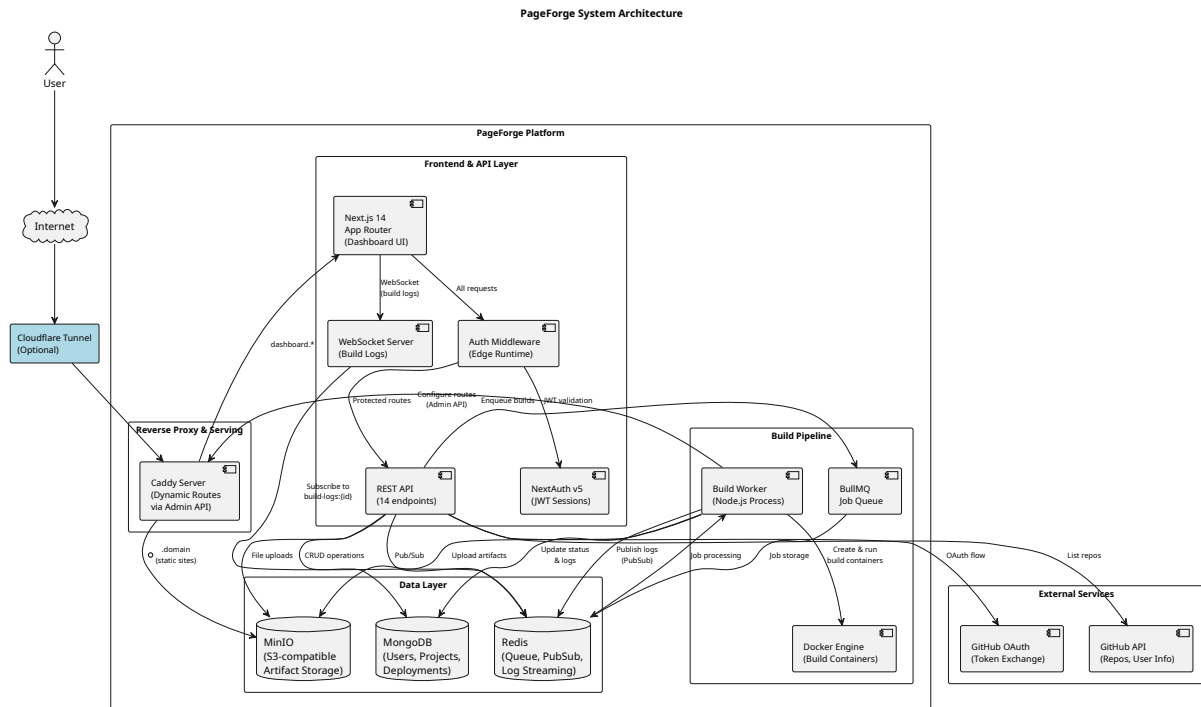 PageForge System Architecture
User
PageForge Platform
Frontend & API Layer
Next.js 14
App Router
(Dashboard UI)
Internet
WebSocket
(build logs)
All requests
Cloudflare Tunnel
(Optional)
dashboard.*
WebSocket Server
(Build Logs)
Auth Middleware
(Edge Runtime)
Protected routes
Configure routes
(Admin API)
Enqueue builds
JWT validation
Reverse Proxy & Serving
Build Pipeline
Caddy Server
(Dynamic Routes
via Admin API)
Subscribe to
build-logs:{id}
REST API
(14 endpoints)
NextAuth v5
(JWT Sessions)
Build Worker
(Node.js Process)
BullMQ
Job Queue
.domain
(static sites)
File uploads
CRUD operations
Pub/Sub
Upload artifacts
Update status
& logs
Publish logs
(PubSub)
Job processing
Job storage
Create & run
build containers
OAuth flow
List repos
Data Layer
External Services
MinIO
(S3-compatible
Artifact Storage)
MongoDB
(Users, Projects,
Deployments)
Redis
(Queue, PubSub,
Log Streaming)
Docker Engine
(Build Containers)
GitHub OAuth
(Token Exchange)
GitHub API
(Repos, User Info)